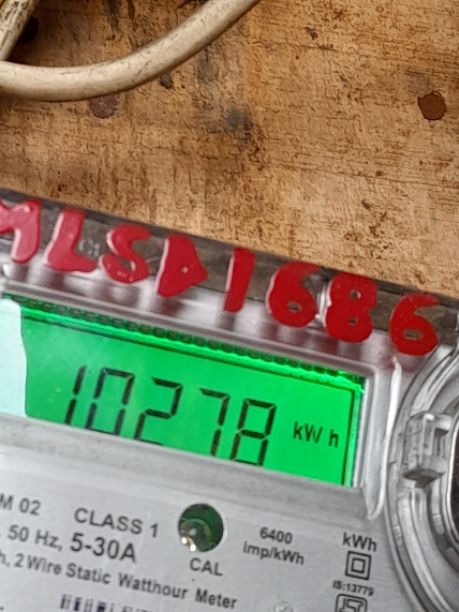 MLSD1686
10278 kWh
M 02 CLASS 1
50 Hz, 5-30A
6400 imp/kWh
kWh
2 Wire Static Watthour Meter
CAL
IS:13779